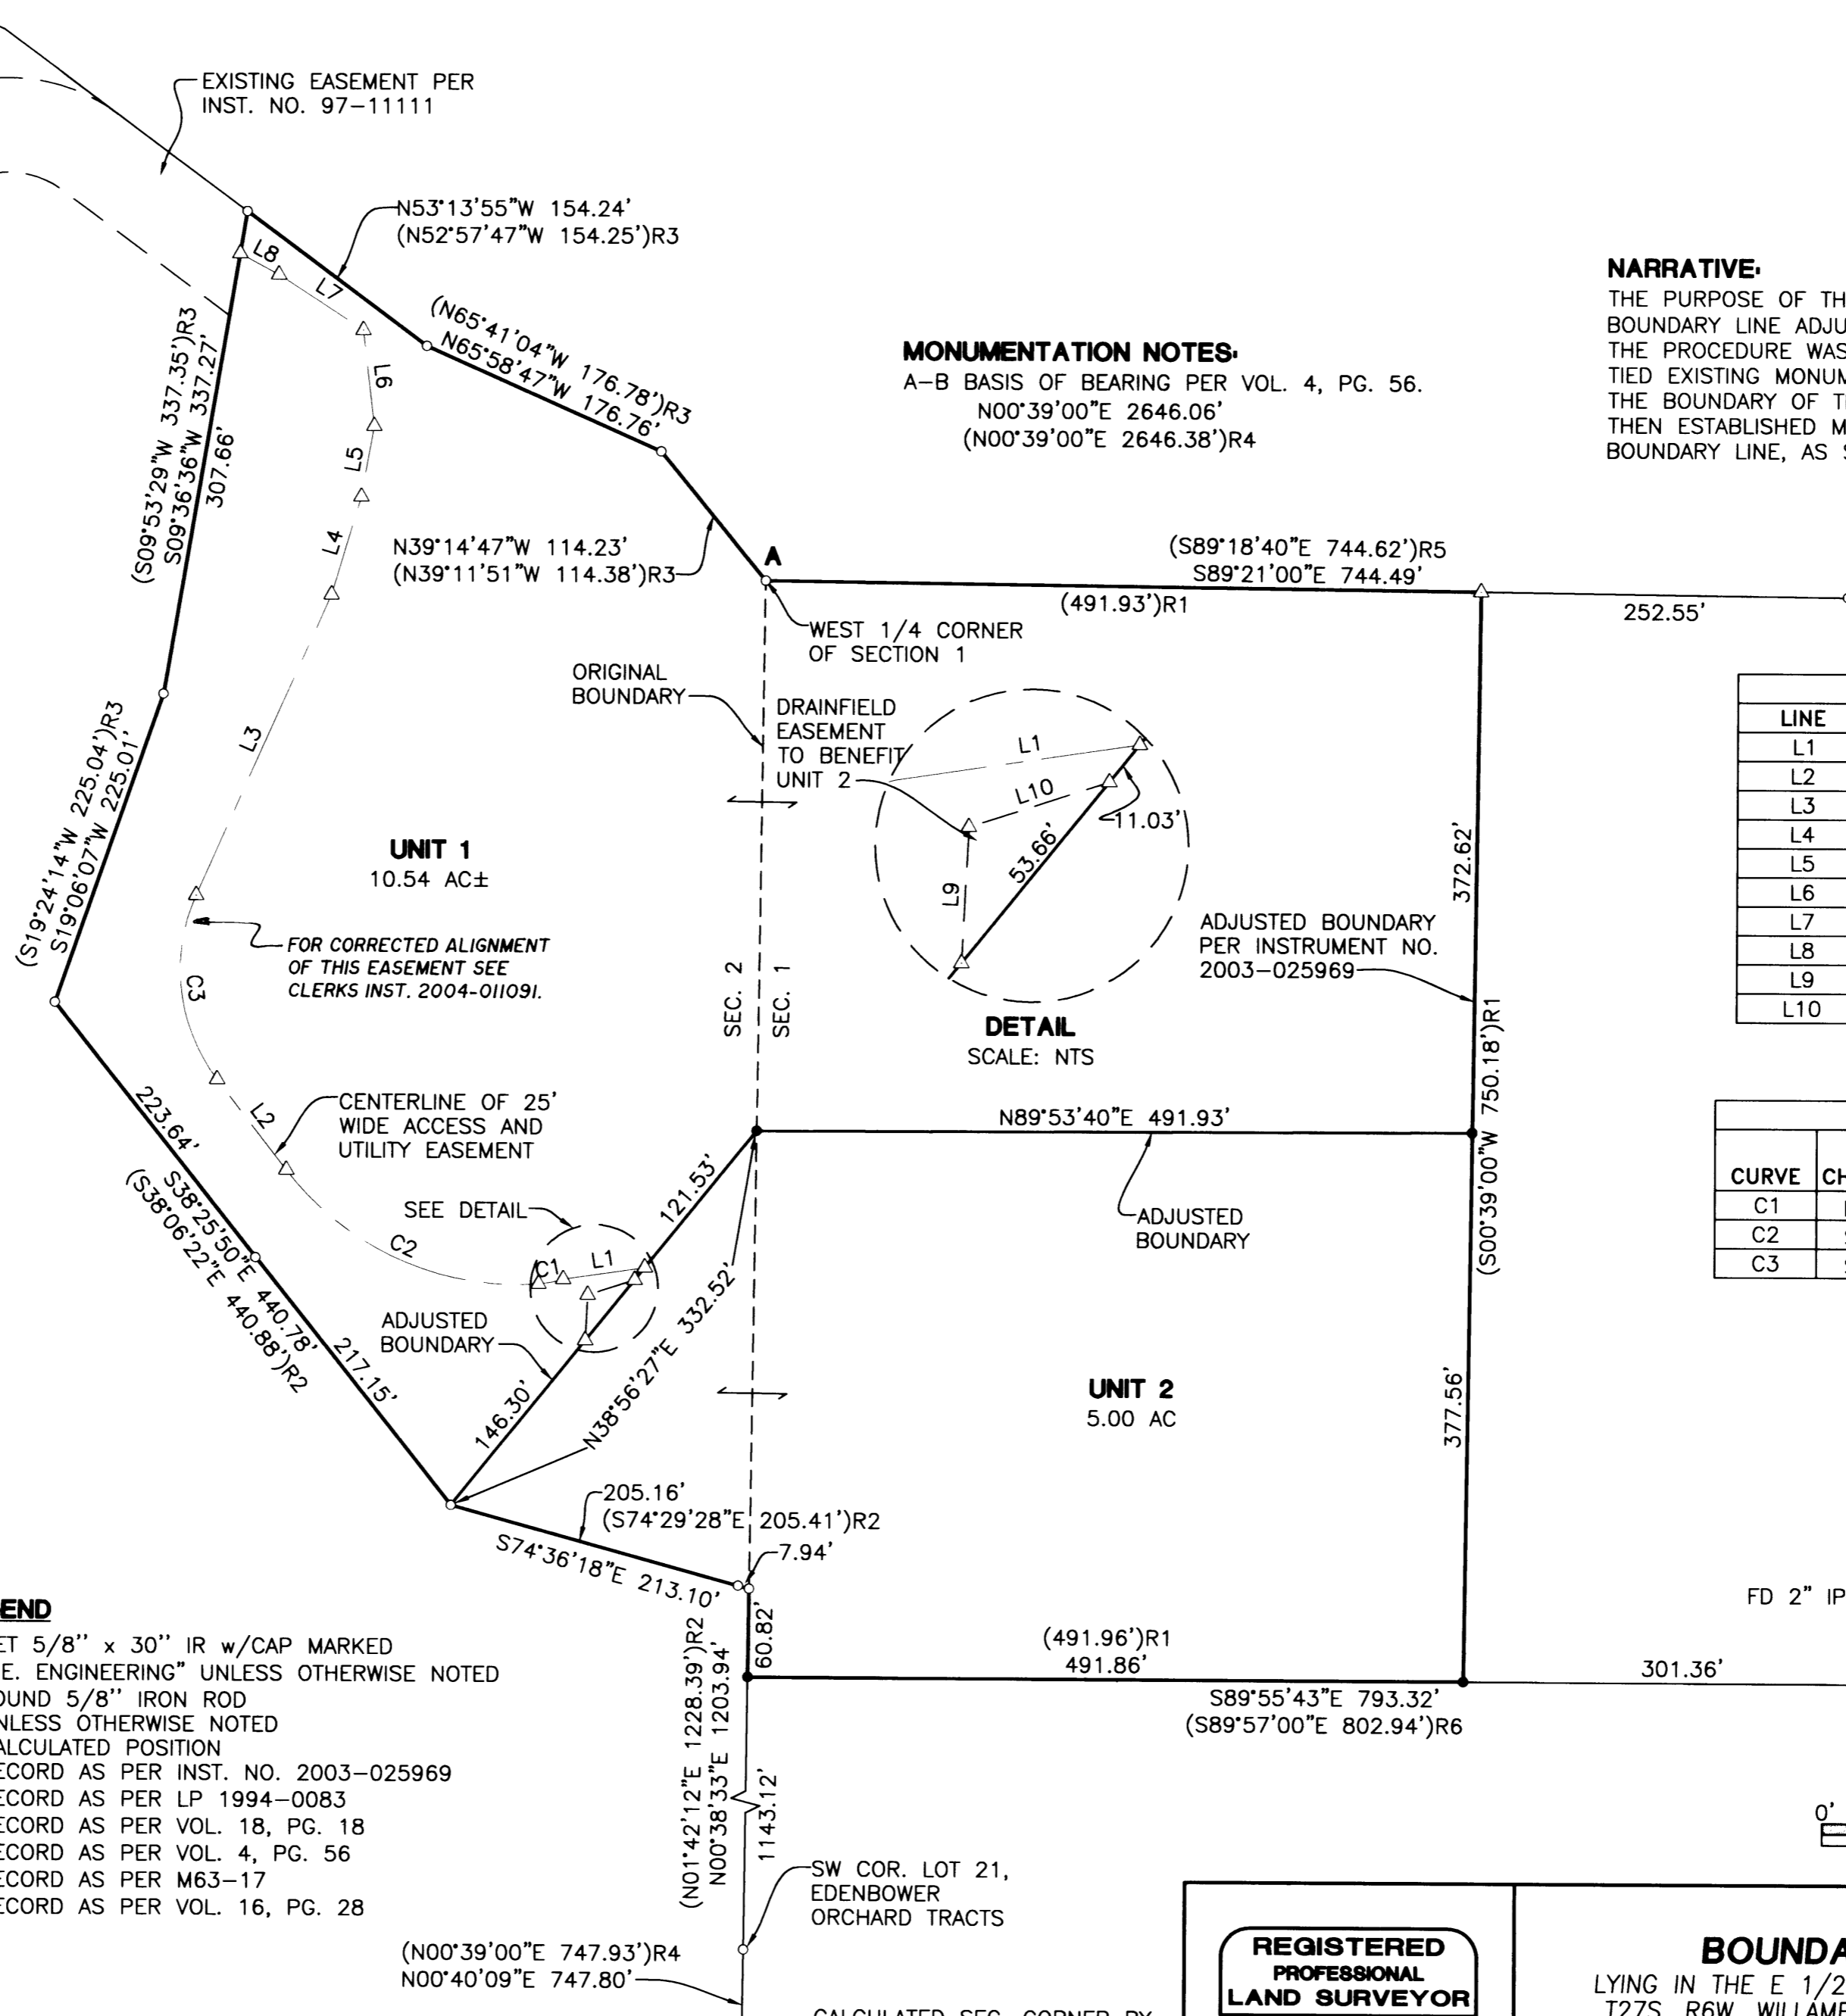 EXISTING EASEMENT PER
INST. NO. 97-11111
N53°13'55"W 154.24'
(N52°57'47"W 154.25')R3
L8
L7
(N65°41'04"W 176.78')R3
N65°58'47"W 176.76'
(S09°53'29"W 337.35')R3
S09°36'36"W 337.27'
307.66'
L6
L5
L4
MONUMENTATION NOTES:
A-B BASIS OF BEARING PER VOL. 4, PG. 56.
N00°39'00"E 2646.06'
(N00°39'00"E 2646.38')R4
NARRATIVE:
THE PURPOSE OF
BOUNDARY LINE
THE PROCEDURE WAS
TIED EXISTING
THE BOUNDARY OF
THEN ESTABLISHED
BOUNDARY LINE, AS
N39°14'47"W 114.23'
(N39°11'51"W 114.38')R3
A
(S89°18'40"E 744.62')R5
S89°21'00"E 744.49'
(491.93')R1
252.55'
WEST 1/4 CORNER
OF SECTION 1
ORIGINAL
BOUNDARY
DRAINFIELD
EASEMENT
TO BENEFIT
UNIT 2
L1
L10
L9
11.03'
53.66'
DETAIL
SCALE: NTS
L3
(S19°24'14"W 225.04')R3
S19°06'07"W 225.01'
UNIT 1
10.54 AC±
FOR CORRECTED ALIGNMENT
OF THIS EASEMENT SEE
CLERKS INST. 2004-011091.
C3
SEC. 2
SEC. 1
372.62'
ADJUSTED BOUNDARY
PER INSTRUMENT NO.
2003-025969
(S00°39'00"W 750.18')R1
LINE
L1
L2
L3
L4
L5
L6
L7
L8
L9
L10
CURVE
C1
C2
C3
L2
CENTERLINE OF 25'
WIDE ACCESS AND
UTILITY EASEMENT
223.64'
S38°25'50"E 440.78'
(S38°06'22"E 440.88')R2
217.15'
N89°53'40"E 491.93'
ADJUSTED
BOUNDARY
121.53'
SEE DETAIL
C2
C1
L1
ADJUSTED
BOUNDARY
146.30'
N38°56'27"E 332.52'
UNIT 2
5.00 AC
377.56'
205.16'
(S74°29'28"E 205.41')R2
S74°36'18"E 213.10'
7.94'
60.82'
(491.96')R1
491.86'
301.36'
S89°55'43"E 793.32'
(S89°57'00"E 802.94')R6
FD 2" IP
(N01°42'12"E 1228.39')R2
N00°38'33"E 1203.94'
1143.12'
SW COR. LOT 21,
EDENBOWER
ORCHARD TRACTS
(N00°39'00"E 747.93')R4
N00°40'09"E 747.80'
CALCULATED SEC. CORNER BY
END
ET 5/8" x 30" IR w/CAP MARKED
E. ENGINEERING" UNLESS OTHERWISE NOTED
OUND 5/8" IRON ROD
NLESS OTHERWISE NOTED
ALCULATED POSITION
ECORD AS PER INST. NO. 2003-025969
ECORD AS PER LP 1994-0083
ECORD AS PER VOL. 18, PG. 18
ECORD AS PER VOL. 4, PG. 56
ECORD AS PER M63-17
ECORD AS PER VOL. 16, PG. 28
0'
REGISTERED
PROFESSIONAL
LAND SURVEYOR
BOUNDA
LYING IN THE E 1/2
T27S, R6W, WILLAME